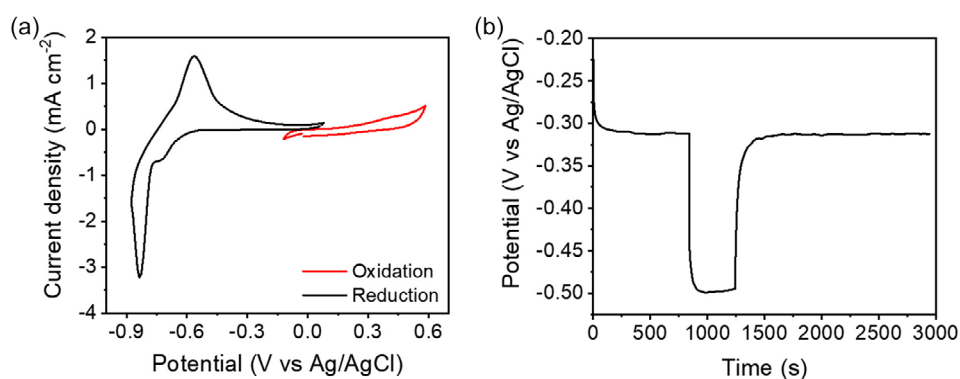 (a)
2
1
0
-1
-2
-3
-4
Current density (mA cm-2)
Oxidation
Reduction
-0.9 -0.6 -0.3 0.0 0.3 0.6
Potential (V vs Ag/AgCl)
(b)
-0.20
-0.25
-0.30
-0.35
-0.40
-0.45
-0.50
Potential (V vs Ag/AgCl)
0 500 1000 1500 2000 2500 3000
Time (s)